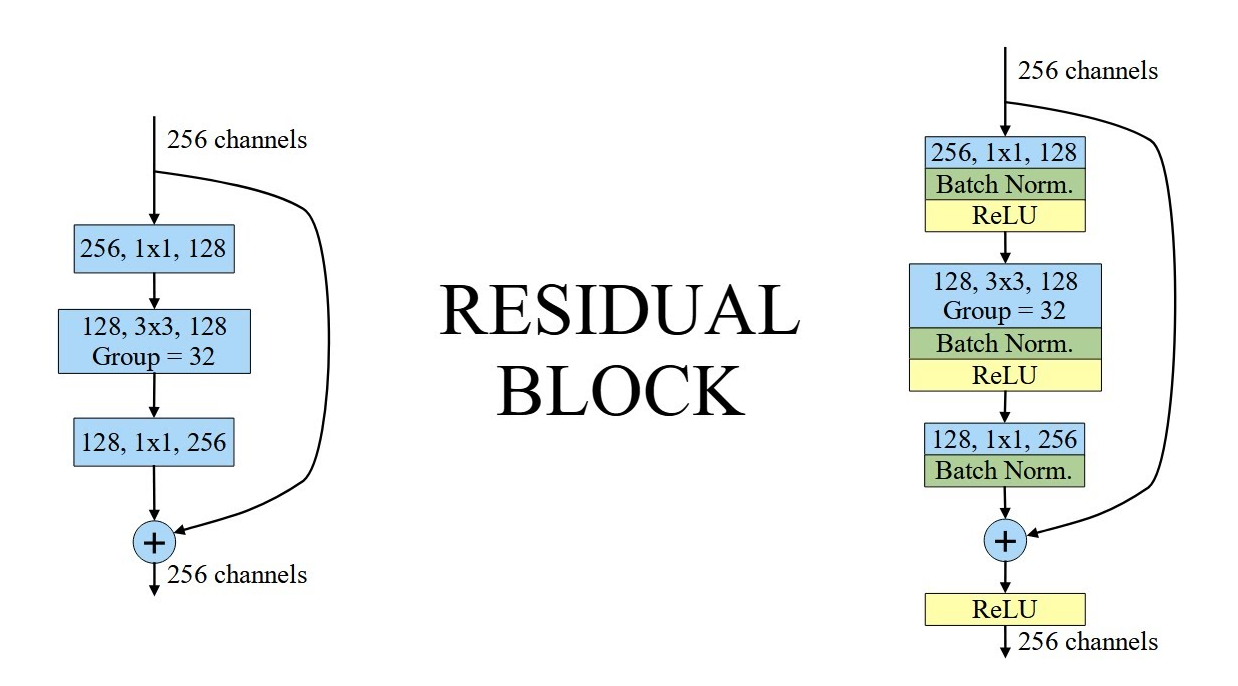 256 channels
256, 1x1, 128
128, 3x3, 128
Group = 32
128, 1x1, 256
+
256 channels
RESIDUAL
BLOCK
256 channels
256, 1x1, 128
Batch Norm.
ReLU
128, 3x3, 128
Group = 32
Batch Norm.
ReLU
128, 1x1, 256
Batch Norm.
+
ReLU
256 channels